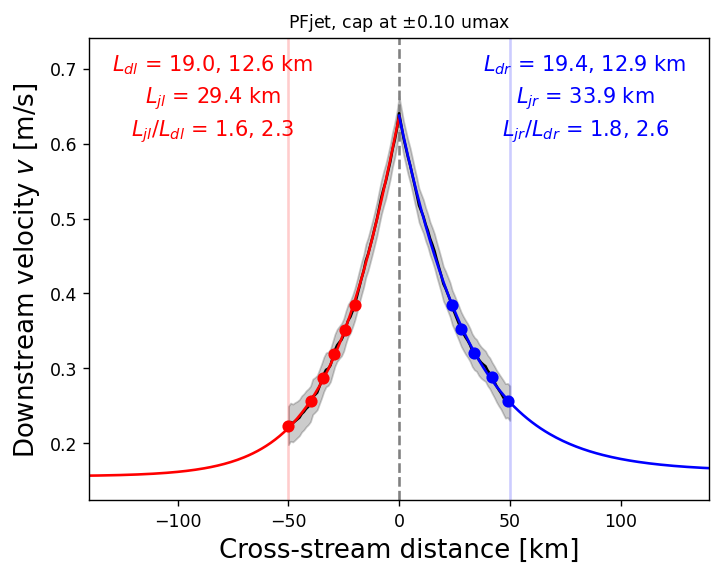 PFjet, cap at ±0.10 umax
L_dl = 19.0, 12.6 km
L_jl = 29.4 km
L_jl/L_dl = 1.6, 2.3
L_dr = 19.4, 12.9 km
L_jr = 33.9 km
L_jr/L_dr = 1.8, 2.6
Downstream velocity v [m/s]
0.7
0.6
0.5
0.4
0.3
0.2
−100
−50
0
50
100
Cross-stream distance [km]